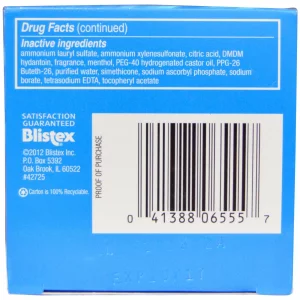 Drug Facts (continued)
Inactive ingredients
ammonium lauryl sulfate, ammonium xylenesulfonate, citric acid, DMDM
hydantoin, fragrance, menthol, PEG-40 hydrogenated castor oil, PPG-26
Buteth-26, purified water, simethicone, sodium ascorbyl phosphate, sodium
borate, tetrasodium EDTA, tocopheryl acetate
SATISFACTION
GUARANTEED
Blistex
©2012 Blistex Inc.
P.O. Box 5392
Oak Brook, IL 60522
#42725
Carton is 100% Recyclable.
PROOF OF PURCHASE
0 41388 06555 7